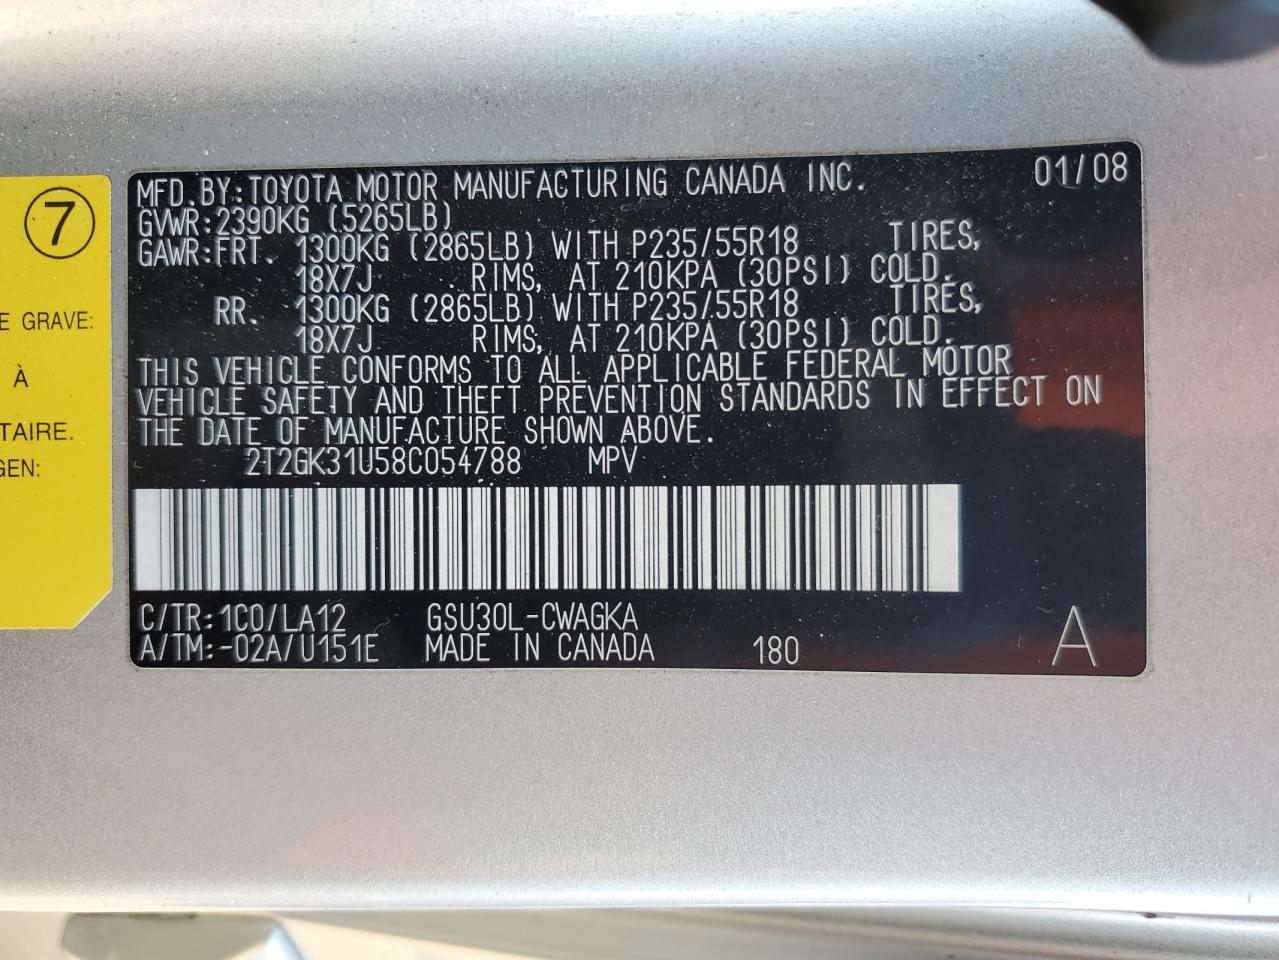 7
E GRAVE:
À
TAIRE.
GEN:
MFD.BY:TOYOTA MOTOR MANUFACTURING CANADA INC. 01/08
GVWR:2390KG (5265LB)
GAWR:FRT. 1300KG (2865LB) WITH P235/55R18 TIRES,
18X7J RIMS, AT 210KPA (30PSI) COLD.
RR. 1300KG (2865LB) WITH P235/55R18 TIRES,
18X7J RIMS, AT 210KPA (30PSI) COLD.
THIS VEHICLE CONFORMS TO ALL APPLICABLE FEDERAL MOTOR
VEHICLE SAFETY AND THEFT PREVENTION STANDARDS IN EFFECT ON
THE DATE OF MANUFACTURE SHOWN ABOVE.
2T2GK31U58C054788 MPV
C/TR:1C0/LA12 GSU30L-CWAGKA
A/TM:-02A/U151E MADE IN CANADA 180 A